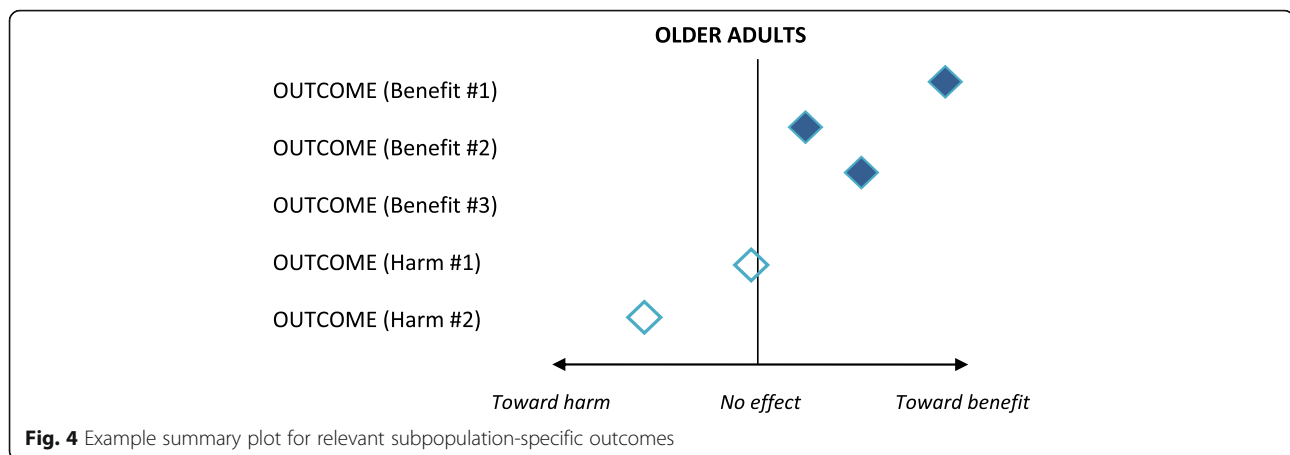 OLDER ADULTS
OUTCOME (Benefit #1)
OUTCOME (Benefit #2)
OUTCOME (Benefit #3)
OUTCOME (Harm #1)
OUTCOME (Harm #2)
Toward harm No effect Toward benefit
Fig. 4 Example summary plot for relevant subpopulation-specific outcomes